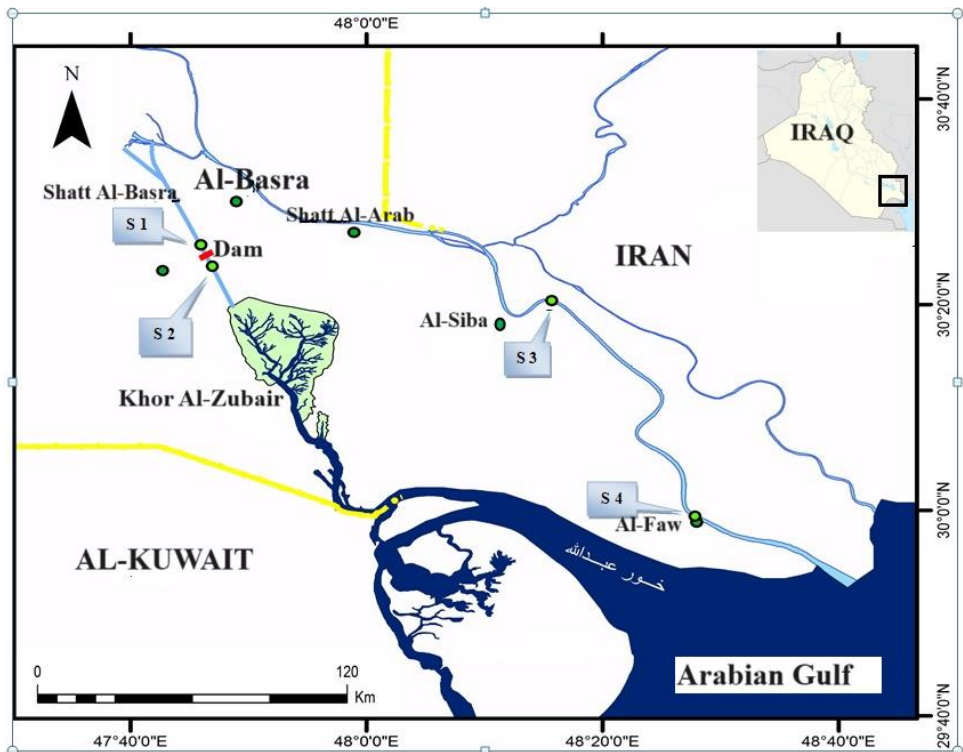 48°0'0"E
N
IRAQ
30°40'0"N
Al-Basra
Shatt Al-Basra
Shatt Al-Arab
S 1
Dam
IRAN
S 2
30°20'0"N
Al-Siba
S 3
Khor Al-Zubair
S 4
30°0'0"N
Al-Faw
AL-KUWAIT
خور عبدالله
0 120
Km
Arabian Gulf
29°40'0"N
47°40'0"E 48°0'0"E 48°20'0"E 48°40'0"E